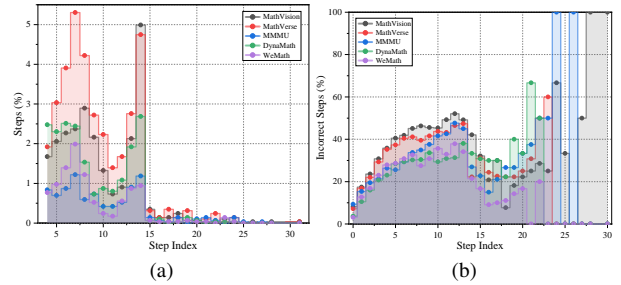 MathVision
MathVerse
MMMU
DynaMath
WeMath
Steps (%)
5
4
3
2
1
0
5 10 15 20 25 30
Step Index
(a)
MathVision
MathVerse
MMMU
DynaMath
WeMath
Incorrect Steps (%)
100
80
60
40
20
0
0 5 10 15 20 25 30
Step Index
(b)